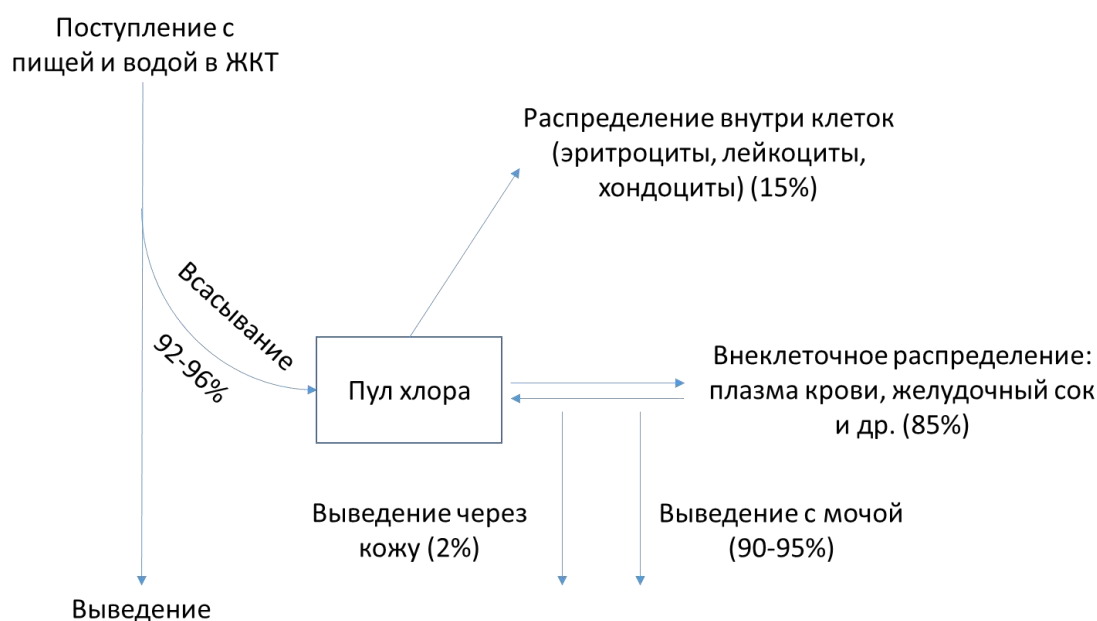 Поступление с
пищей и водой в ЖКТ
Распределение внутри клеток
(эритроциты, лейкоциты,
хондоциты) (15%)
Всасывание
92-96%
Пул хлора
Внеклеточное распределение:
плазма крови, желудочный сок
и др. (85%)
Выведение через
кожу (2%)
Выведение с мочой
(90-95%)
Выведение